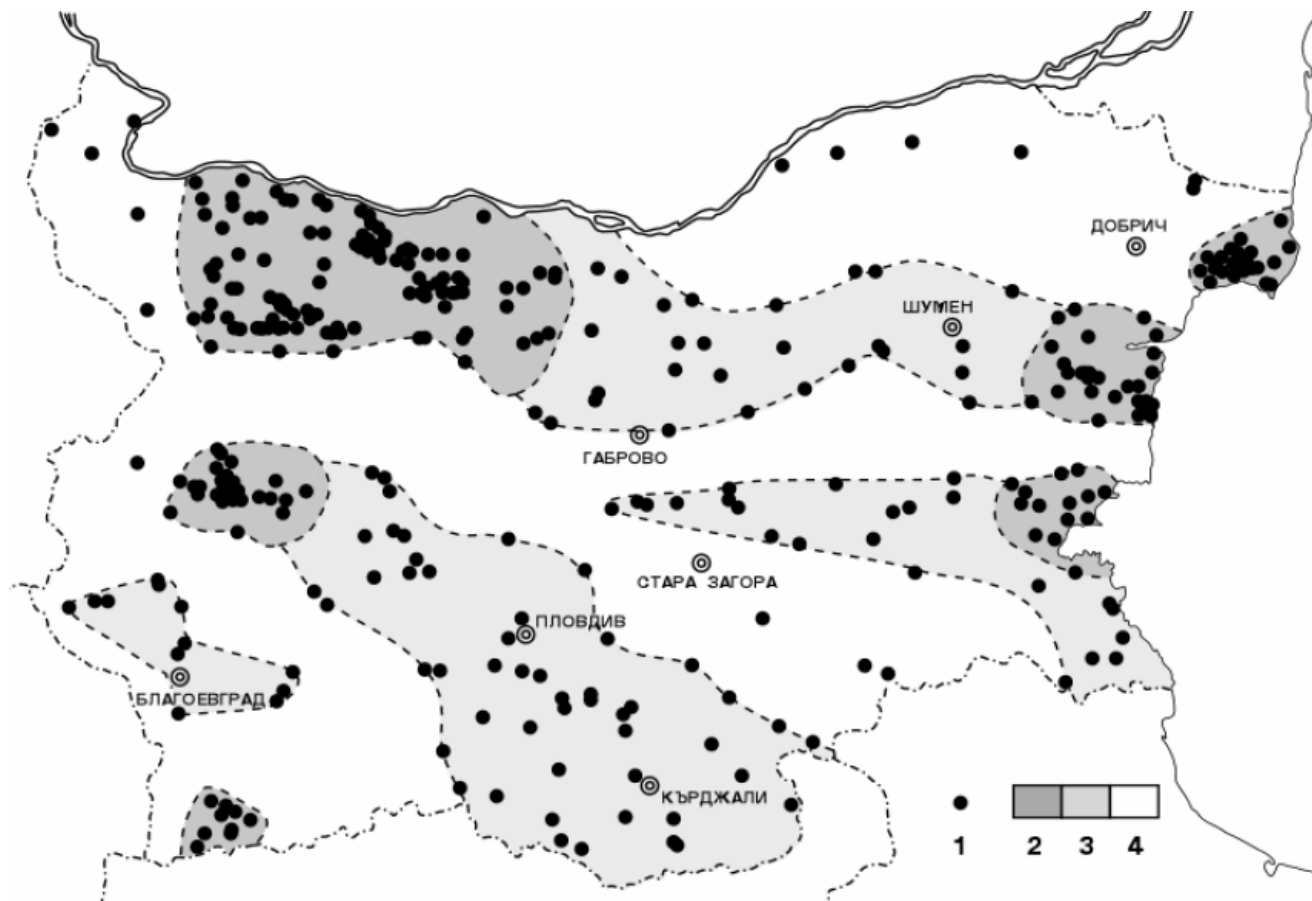 ДОБРИЧ
ШУМЕН
ГАБРОВО
СТАРА ЗАГОРА
ПЛОВДИВ
БЛАГОЕВГРАД
КЪРДЖАЛИ
1 2 3 4